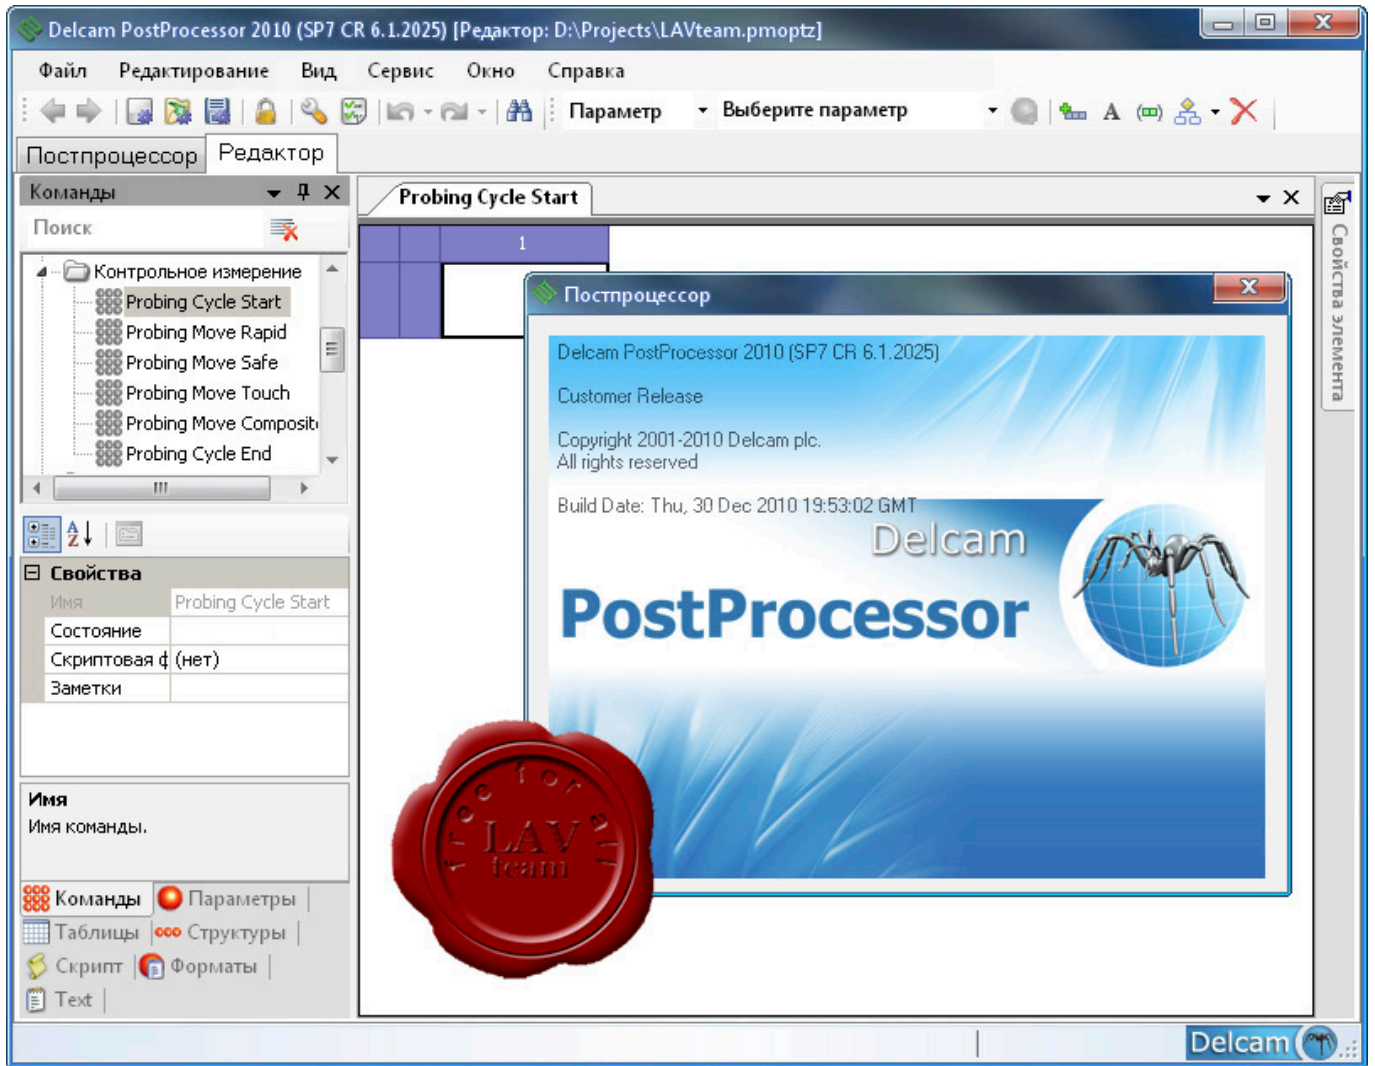 Delcam PostProcessor 2010 (SP7 CR 6.1.2025) [Редактор: D:\Projects\LAVteam.pmoptz]
Файл Редактирование Вид Сервис Окно Справка
Параметр Выберите параметр
Постпроцессор Редактор
Команды
Поиск
Контрольное измерение
Probing Cycle Start
Probing Move Rapid
Probing Move Safe
Probing Move Touch
Probing Move Composit
Probing Cycle End
Свойства
Имя Probing Cycle Start
Состояние
Скриптовая ф (нет)
Заметки
Имя
Имя команды.
Команды Параметры
Таблицы Структуры
Скрипт Форматы
Text
Probing Cycle Start
1
Постпроцессор
Delcam PostProcessor 2010 (SP7 CR 6.1.2025)
Customer Release
Copyright 2001-2010 Delcam plc.
All rights reserved
Build Date: Thu, 30 Dec 2010 19:53:02 GMT
Delcam
PostProcessor
free for all
LAV
team
Свойства элемента
Delcam